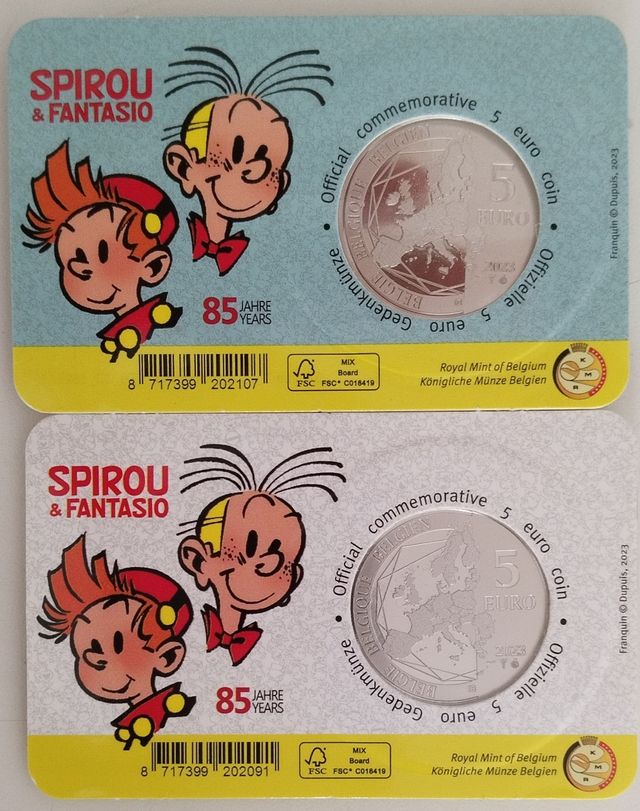 SPIROU
& FANTASIO
Official commemorative 5 euro coin
BELGIE BELGIQUE BELGIEN
5
EURO
2023
Offizielle 5 euro Gedenkmünze
Franquin © Dupuis, 2023
85 JAHRE
YEARS
8 717399 202107
FSC
MIX
Board
FSC® C016419
Royal Mint of Belgium
Königliche Münze Belgien
K M R
SPIROU
& FANTASIO
Official commemorative 5 euro coin
BELGIE BELGIQUE BELGIEN
5
EURO
2023
Offizielle 5 euro Gedenkmünze
Franquin © Dupuis, 2023
85 JAHRE
YEARS
8 717399 202091
FSC
MIX
Board
FSC® C016419
Royal Mint of Belgium
Königliche Münze Belgien
K M R